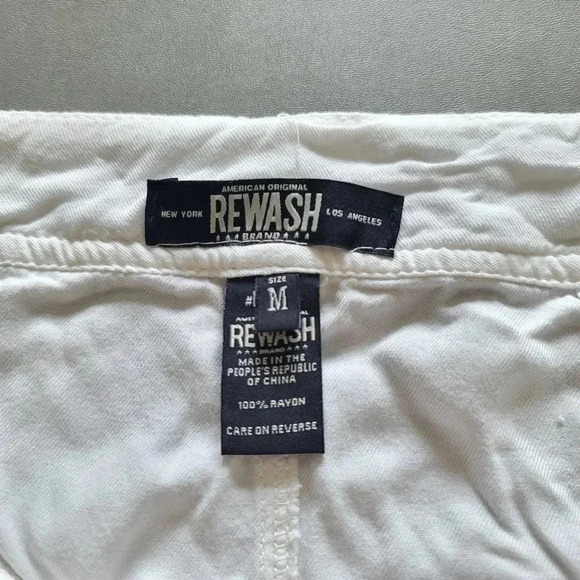 AMERICAN ORIGINAL
NEW YORK REWASH LOS ANGELES
BRAND
SIZE
M
REWASH
BRAND
MADE IN THE
PEOPLE'S REPUBLIC
OF CHINA
100% RAYON
CARE ON REVERSE